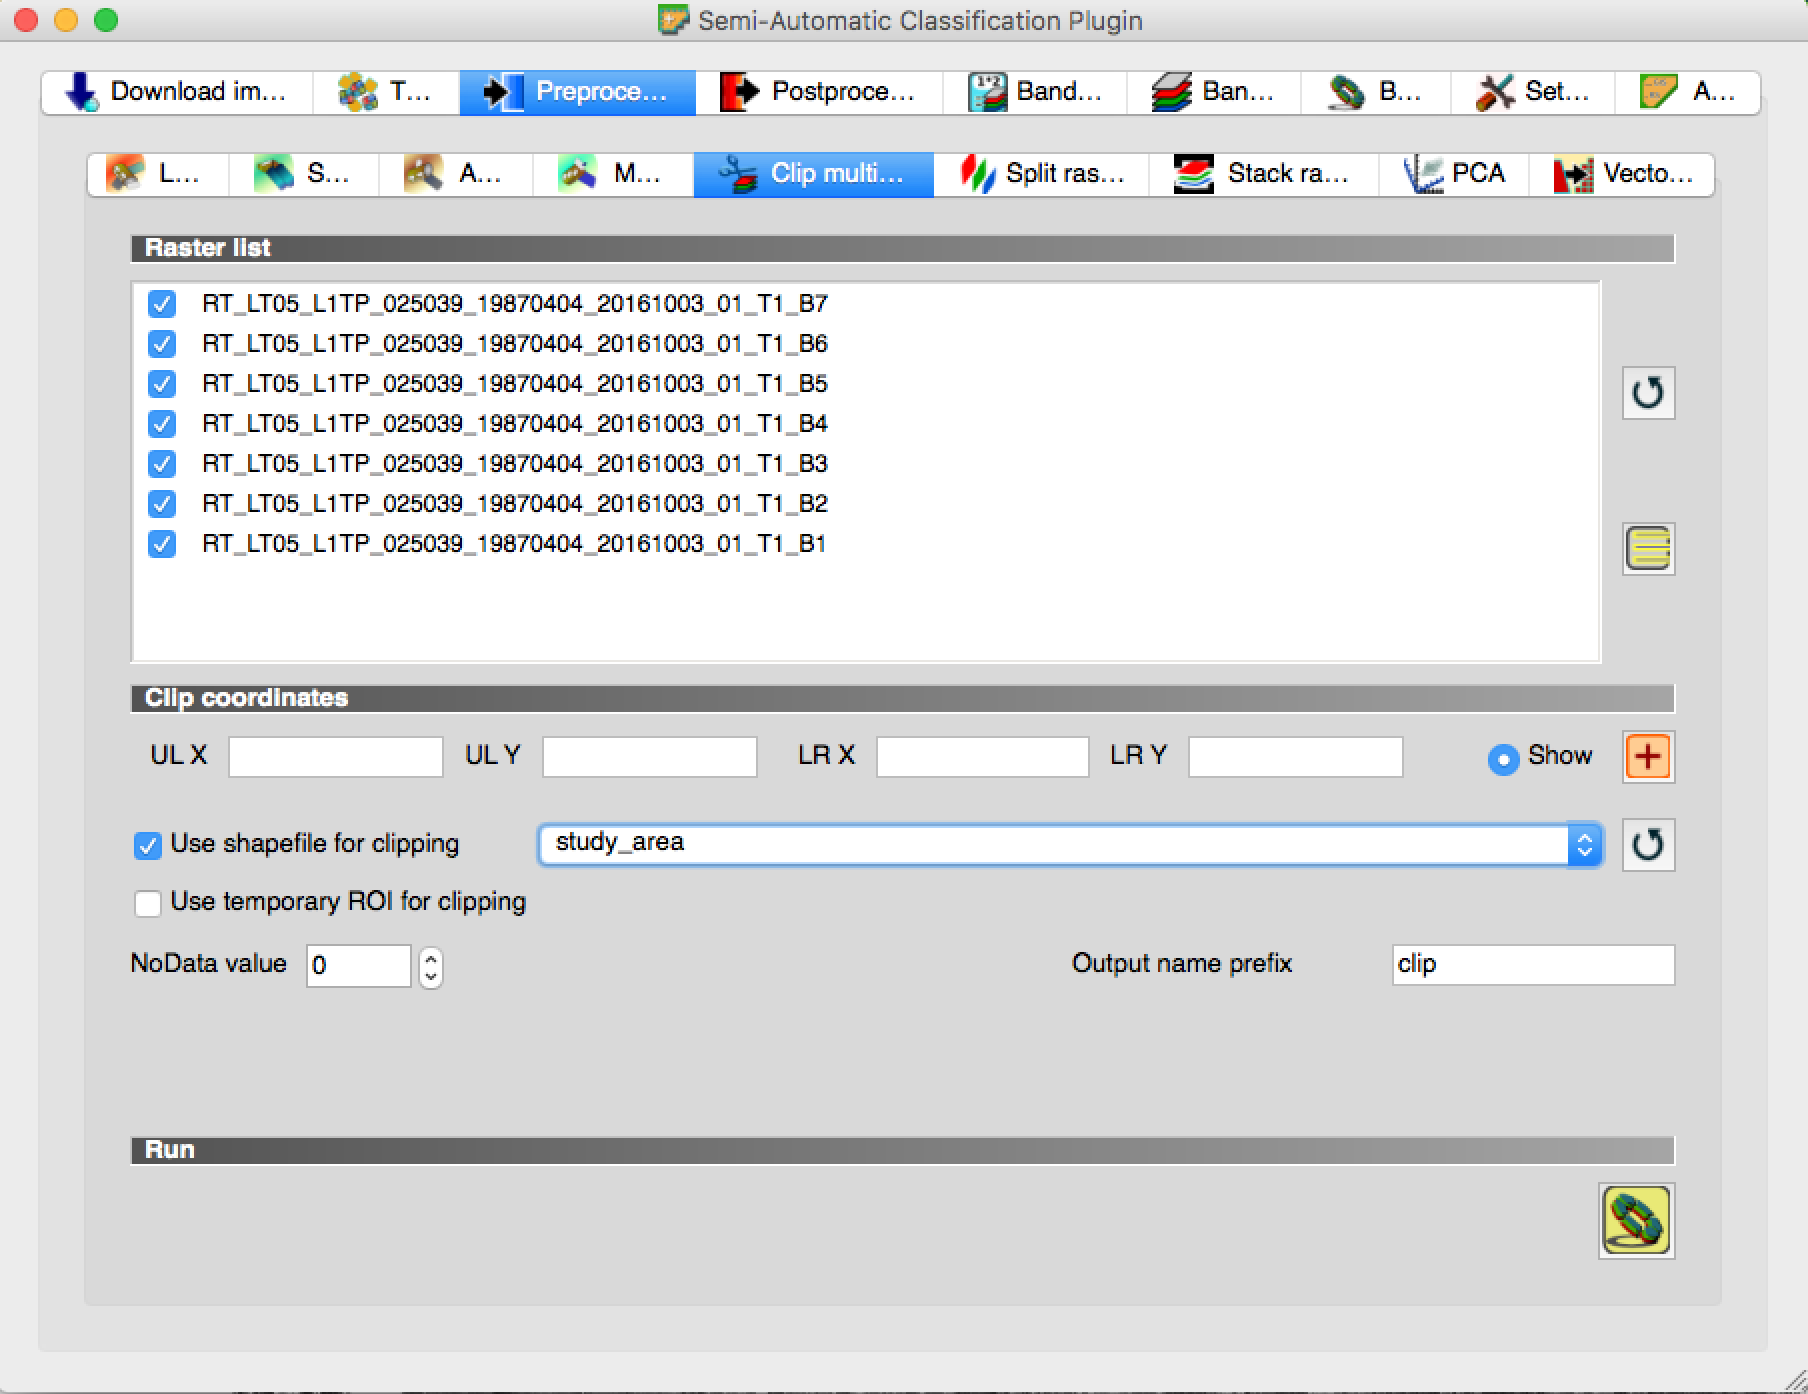 Semi-Automatic Classification Plugin
Download im... T... Preproce... Postproce... Band... Ban... B... Set... A...
L... S... A... M... Clip multi... Split ras... Stack ra... PCA Vecto...
Raster list
RT_LT05_L1TP_025039_19870404_20161003_01_T1_B7
RT_LT05_L1TP_025039_19870404_20161003_01_T1_B6
RT_LT05_L1TP_025039_19870404_20161003_01_T1_B5
RT_LT05_L1TP_025039_19870404_20161003_01_T1_B4
RT_LT05_L1TP_025039_19870404_20161003_01_T1_B3
RT_LT05_L1TP_025039_19870404_20161003_01_T1_B2
RT_LT05_L1TP_025039_19870404_20161003_01_T1_B1
Clip coordinates
UL X UL Y LR X LR Y Show
Use shapefile for clipping study_area
Use temporary ROI for clipping
NoData value 0 Output name prefix clip
Run